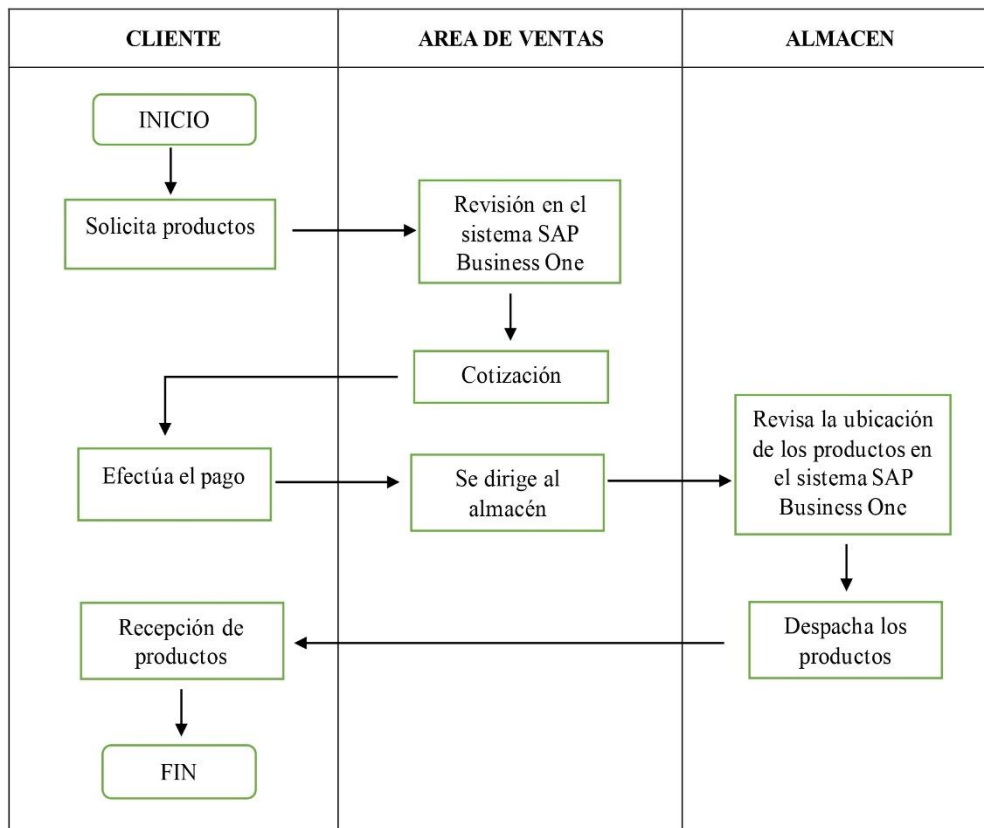 CLIENTE
AREA DE VENTAS
ALMACEN
INICIO
Solicita productos
Revisión en el
sistema SAP
Business One
Cotización
Efectúa el pago
Se dirige al
almacén
Revisa la ubicación
de los productos en
el sistema SAP
Business One
Despacha los
productos
Recepción de
productos
FIN